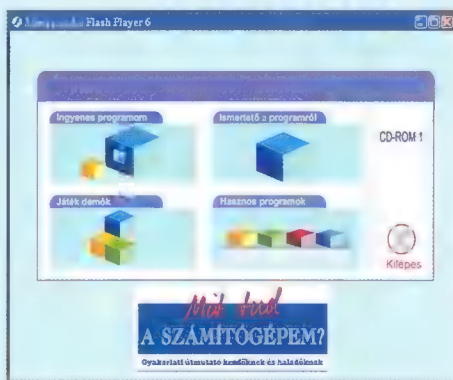 Flash Player 6
Ingyenes programom
Ismertető a programról
CD-ROM 1
Játék demók
Hasznos programok
Kilépés
Mit tud
A SZÁMÍTÓGÉPEM?
Gyakorlati útmutató kezdőknek és haladóknak